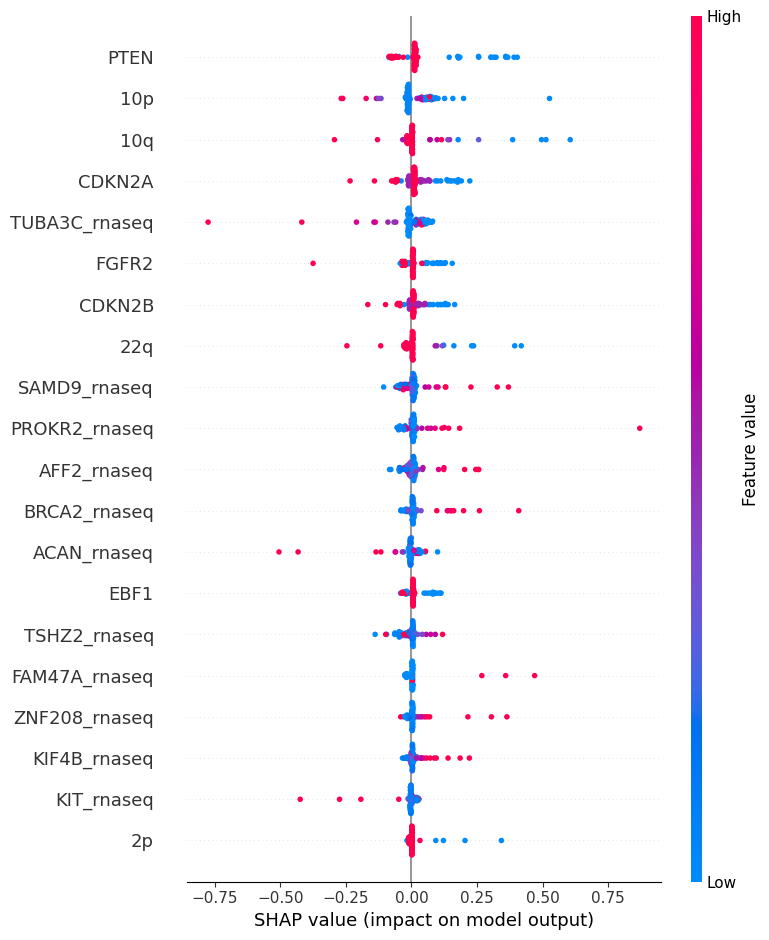 High
PTEN
10p
10q
CDKN2A
TUBA3C_rnaseq
FGFR2
CDKN2B
22q
SAMD9_rnaseq
PROKR2_rnaseq
AFF2_rnaseq
BRCA2_rnaseq
ACAN_rnaseq
EBF1
TSHZ2_rnaseq
FAM47A_rnaseq
ZNF208_rnaseq
KIF4B_rnaseq
KIT_rnaseq
2p
Feature value
Low
−0.75 −0.50 −0.25 0.00 0.25 0.50 0.75
SHAP value (impact on model output)